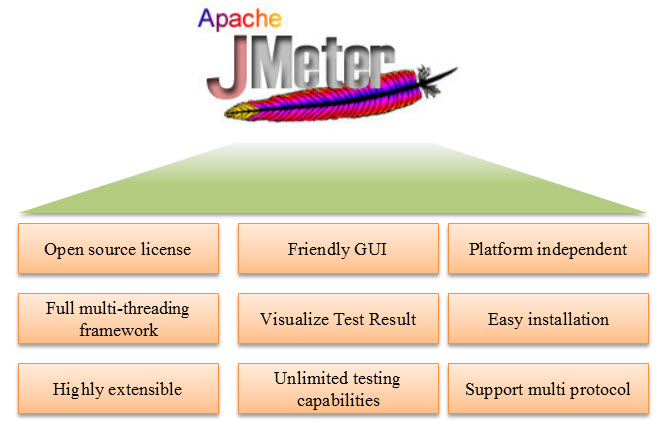 Apache
JMeter
Open source license
Friendly GUI
Platform independent
Full multi-threading
framework
Visualize Test Result
Easy installation
Highly extensible
Unlimited testing
capabilities
Support multi protocol